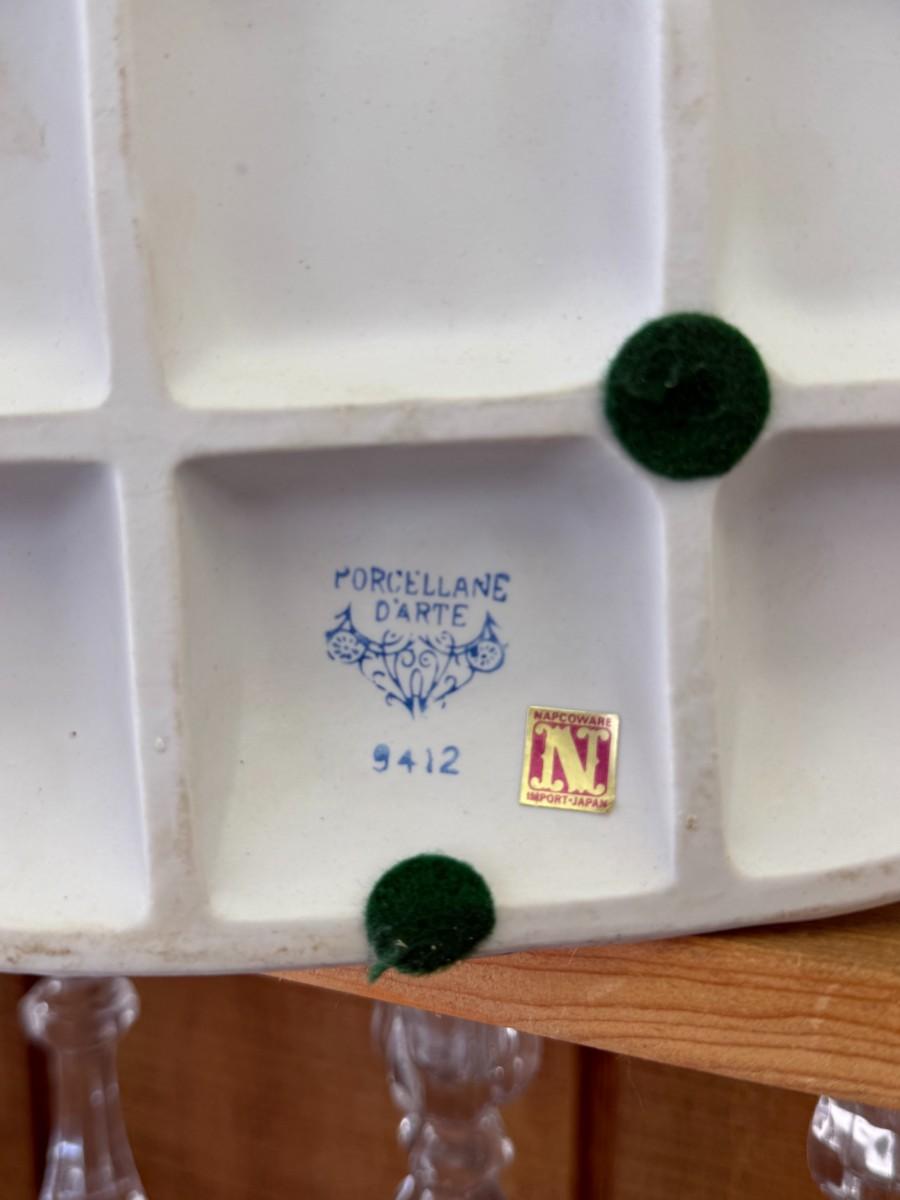 PORCELLANE
D'ARTE
9412
NAPCOWARE
N
IMPORT-JAPAN